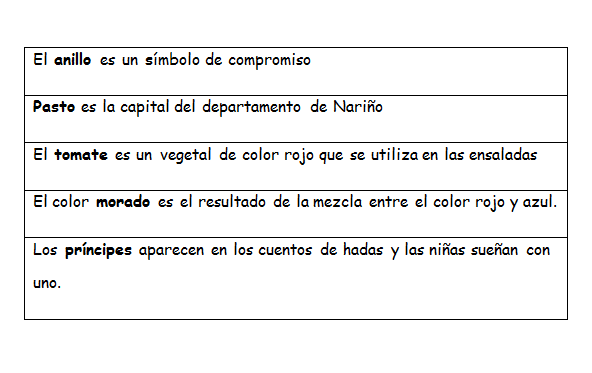 El anillo es un símbolo de compromiso
Pasto es la capital del departamento de Nariño
El tomate es un vegetal de color rojo que se utiliza en las ensaladas
El color morado es el resultado de la mezcla entre el color rojo y azul.
Los príncipes aparecen en los cuentos de hadas y las niñas sueñan con
uno.